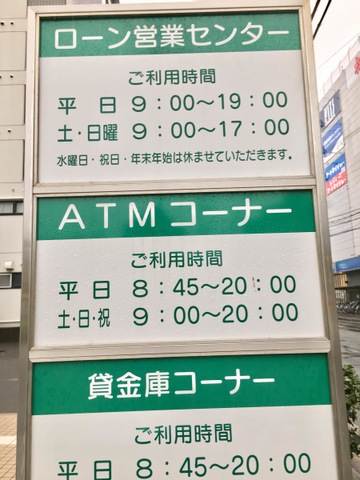 ローン営業センター
ご利用時間
平日 9：00～19：00
土・日曜 9：00～17：00
水曜日・祝日・年末年始は休ませていただきます。
ATMコーナー
ご利用時間
平日 8：45～20：00
土・日・祝 9：00～20：00
貸金庫コーナー
ご利用時間
平日 8：45～20：00